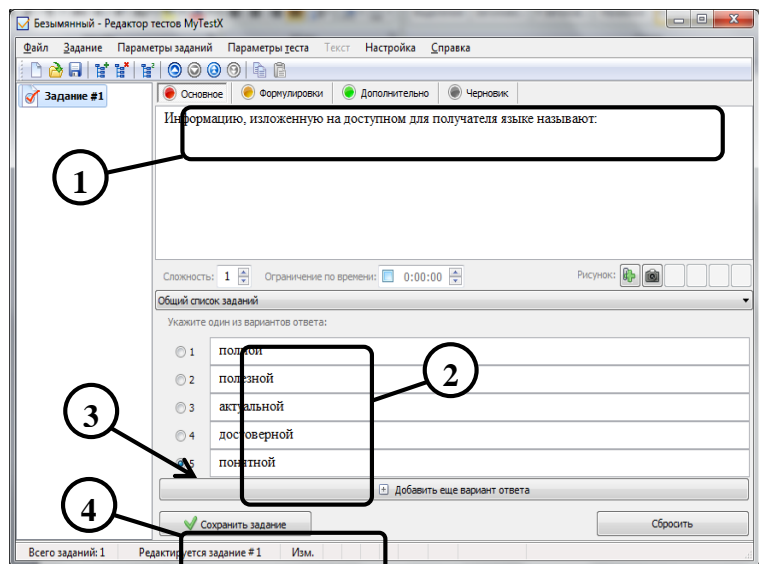 Безымянный - Редактор тестов MyTestX
Файл Задание Параметры заданий Параметры теста Текст Настройка Справка
Задание #1
Основное Формулировки Дополнительно Черновик
Информацию, изложенную на доступном для получателя языке называют:
1
Сложность: 1 Ограничение по времени: 0:00:00 Рисунок:
Общий список заданий
Укажите один из вариантов ответа:
1 полной
2 полезной
2
3 актуальной
3
4 достоверной
5 понятной
Добавить еще вариант ответа
4
Сохранить задание Сбросить
Всего заданий: 1 Редактируется задание # 1 Изм.